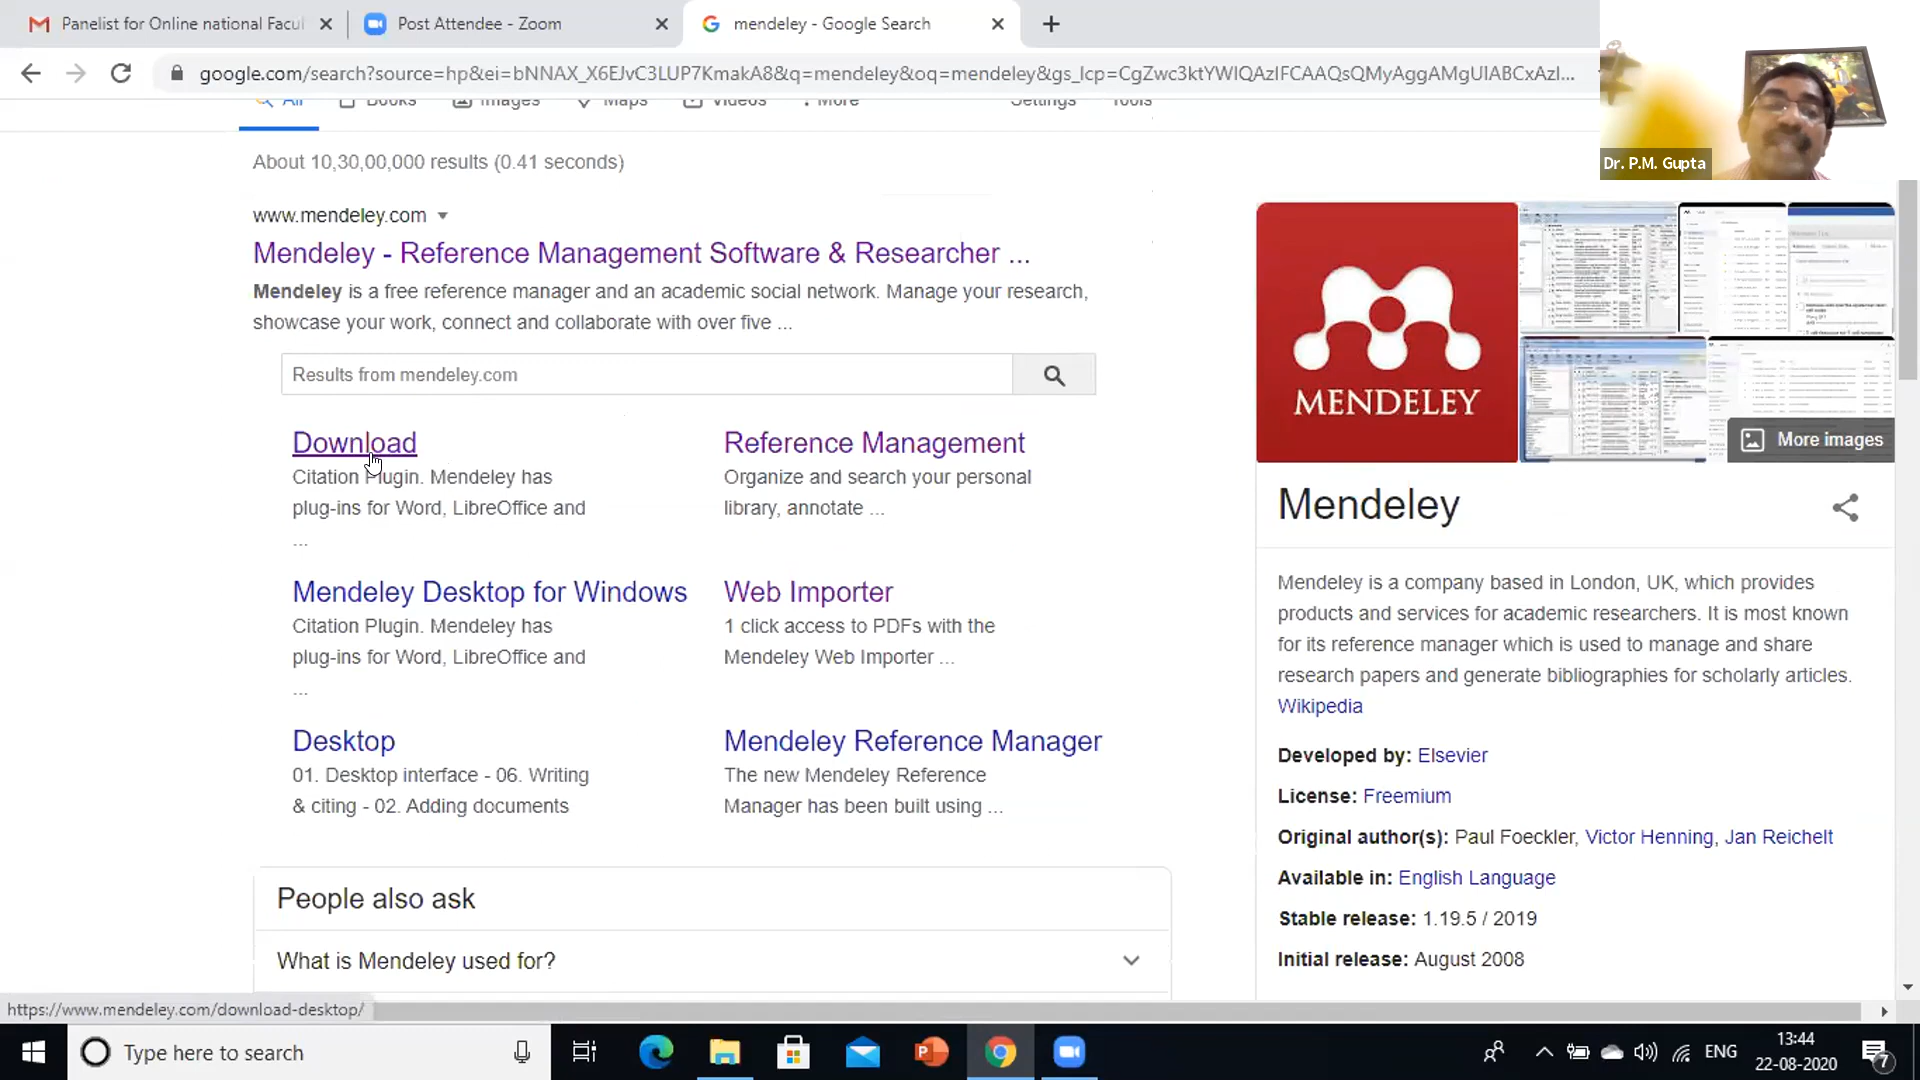 Panelist for Online national Facul
Post Attendee - Zoom
mendeley - Google Search
google.com/search?source=hp&ei=bNNAX_X6EJvC3LUP7KmakA8&q=mendeley&oq=mendeley&gs_lcp=CgZwc3ktYWIQAzIFCAAQsQMyAggAMgUIABCxAzI...
All Books Images Maps Videos More Settings Tools
Dr. P.M. Gupta
About 10,30,00,000 results (0.41 seconds)
www.mendeley.com
Mendeley - Reference Management Software & Researcher ...
Mendeley is a free reference manager and an academic social network. Manage your research,
showcase your work, connect and collaborate with over five ...
Results from mendeley.com
Download
Citation Plugin. Mendeley has
plug-ins for Word, LibreOffice and
...
Reference Management
Organize and search your personal
library, annotate ...
Mendeley Desktop for Windows
Citation Plugin. Mendeley has
plug-ins for Word, LibreOffice and
...
Web Importer
1 click access to PDFs with the
Mendeley Web Importer ...
Desktop
01. Desktop interface - 06. Writing
& citing - 02. Adding documents
Mendeley Reference Manager
The new Mendeley Reference
Manager has been built using ...
People also ask
What is Mendeley used for?
MENDELEY
More images
Mendeley
Mendeley is a company based in London, UK, which provides
products and services for academic researchers. It is most known
for its reference manager which is used to manage and share
research papers and generate bibliographies for scholarly articles.
Wikipedia
Developed by: Elsevier
License: Freemium
Original author(s): Paul Foeckler, Victor Henning, Jan Reichelt
Available in: English Language
Stable release: 1.19.5 / 2019
Initial release: August 2008
https://www.mendeley.com/download-desktop/
Type here to search
ENG
13:44
22-08-2020
7